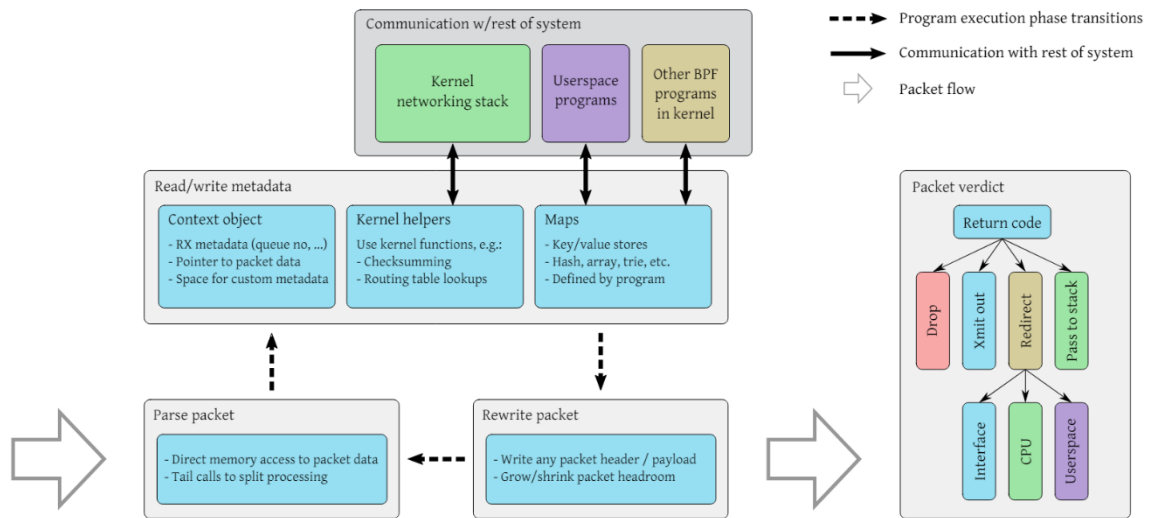 Communication w/rest of system
Kernel
networking stack
Userspace
programs
Other BPF
programs
in kernel
Program execution phase transitions
Communication with rest of system
Packet flow
Read/write metadata
Context object
- RX metadata (queue no, ...)
- Pointer to packet data
- Space for custom metadata
Kernel helpers
Use kernel functions, e.g.:
- Checksumming
- Routing table lookups
Maps
- Key/value stores
- Hash, array, trie, etc.
- Defined by program
Parse packet
- Direct memory access to packet data
- Tail calls to split processing
Rewrite packet
- Write any packet header / payload
- Grow/shrink packet headroom
Packet verdict
Return code
Drop
Xmit out
Redirect
Pass to stack
Interface
CPU
Userspace